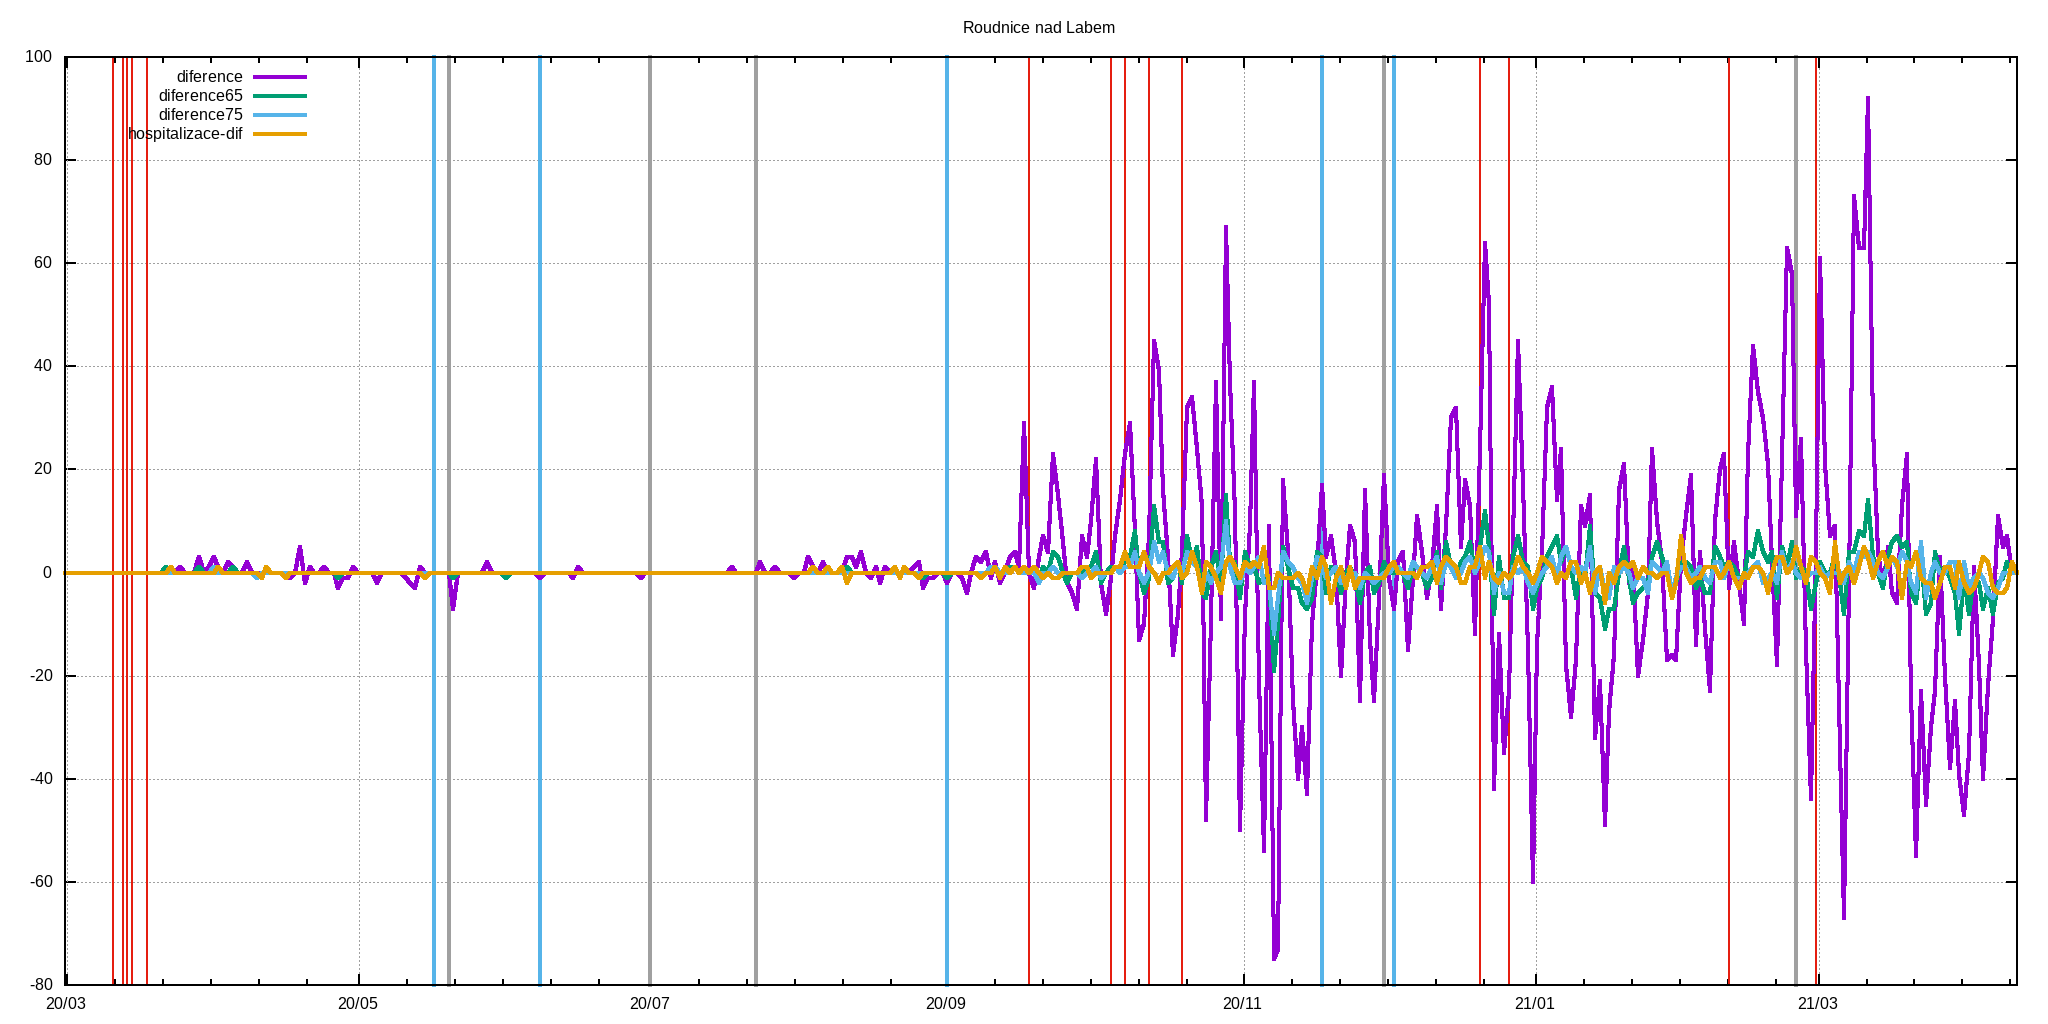 Roudnice nad Labem
100
80
60
40
20
0
-20
-40
-60
-80
diference
diference65
diference75
hospitalizace-dif
20/03 20/05 20/07 20/09 20/11 21/01 21/03